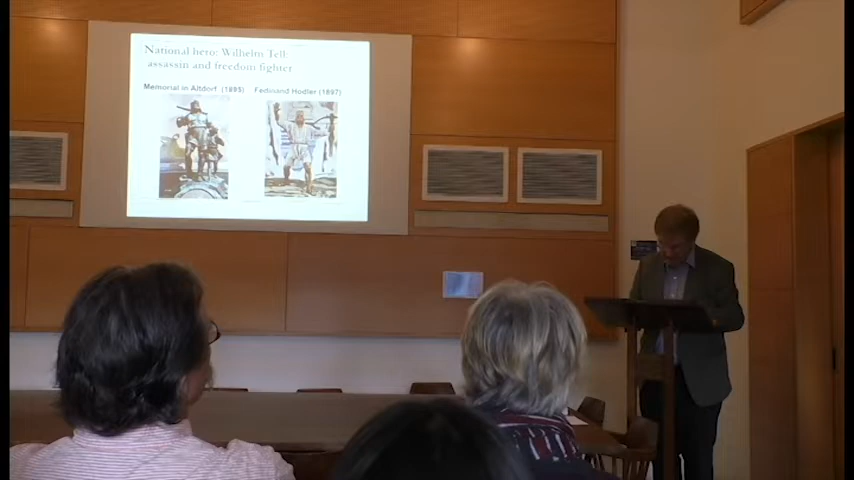 National hero: Wilhelm Tell:
assassin and freedom fighter
Memorial in Altdorf (1895) Ferdinand Hodler (1897)